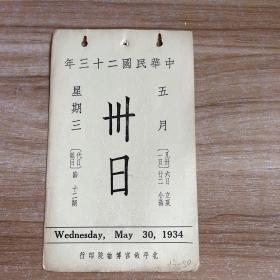 中華民國二十三年
五月
卅日
星期三
Wednesday, May 30, 1934
北平故宮博物院印行